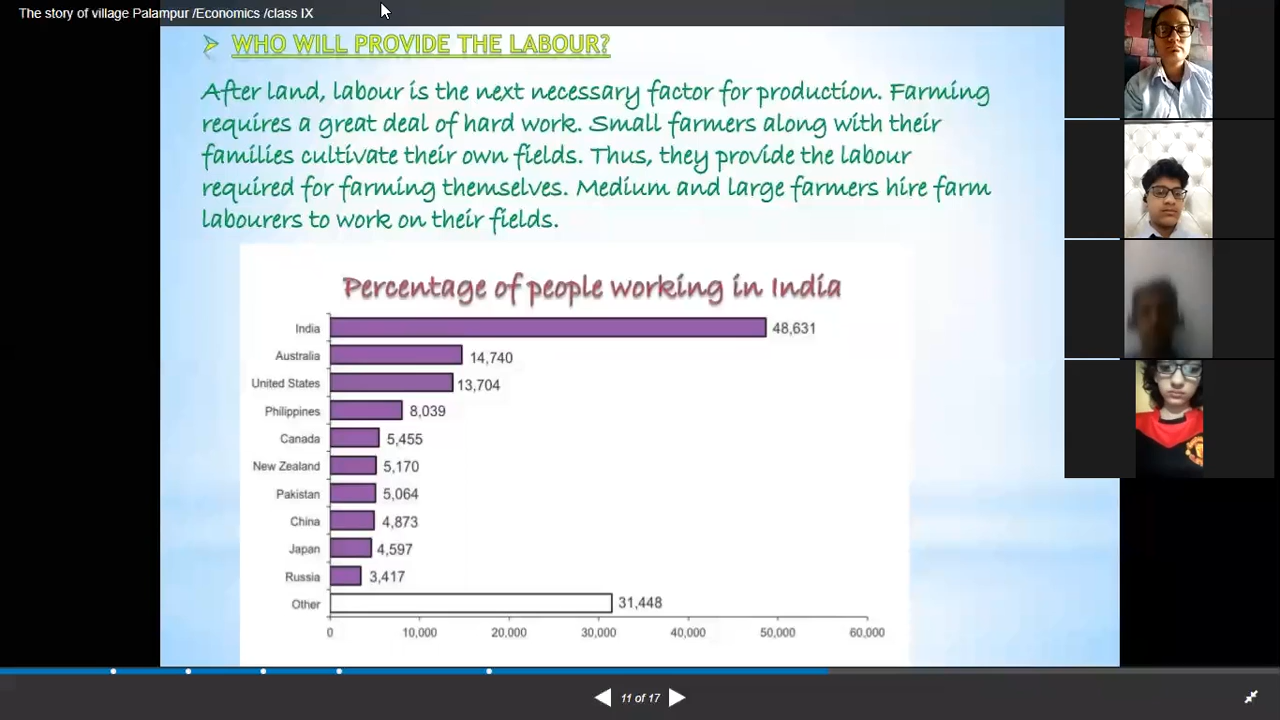 The story of village Palampur /Economics /class IX
WHO WILL PROVIDE THE LABOUR?
After land, labour is the next necessary factor for production. Farming
requires a great deal of hard work. Small farmers along with their
families cultivate their own fields. Thus, they provide the labour
required for farming themselves. Medium and large farmers hire farm
labourers to work on their fields.
Percentage of people working in India
India 48,631
Australia 14,740
United States 13,704
Philippines 8,039
Canada 5,455
New Zealand 5,170
Pakistan 5,064
China 4,873
Japan 4,597
Russia 3,417
Other 31,448
0 10,000 20,000 30,000 40,000 50,000 60,000
11 of 17